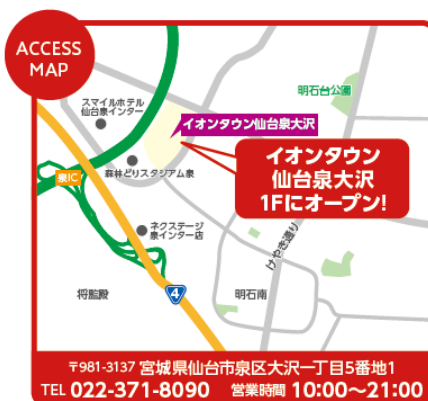 ACCESS
MAP
明石台公園
スマイルホテル
仙台泉インター
イオンタウン仙台泉大沢
イオンタウン
仙台泉大沢
1Fにオープン!
森林どりスタジアム泉
泉IC
ネクステージ
泉インター店
けやき通り
4
将監殿
明石南
〒981-3137 宮城県仙台市泉区大沢一丁目5番地1
TEL 022-371-8090 営業時間 10:00〜21:00